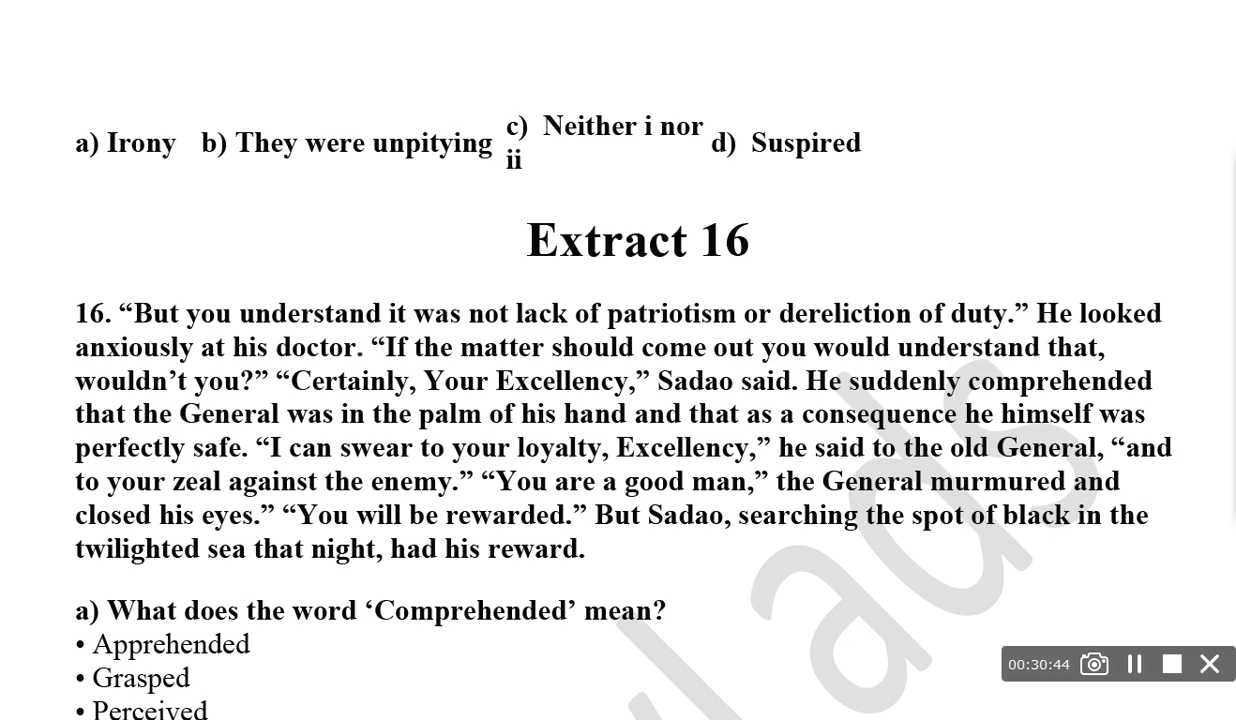 a) Irony b) They were unpitying c) Neither i nor ii d) Suspired
Extract 16
16. “But you understand it was not lack of patriotism or dereliction of duty.” He looked
anxiously at his doctor. “If the matter should come out you would understand that,
wouldn’t you?” “Certainly, Your Excellency,” Sadao said. He suddenly comprehended
that the General was in the palm of his hand and that as a consequence he himself was
perfectly safe. “I can swear to your loyalty, Excellency,” he said to the old General, “and
to your zeal against the enemy.” “You are a good man,” the General murmured and
closed his eyes.” “You will be rewarded.” But Sadao, searching the spot of black in the
twilighted sea that night, had his reward.
a) What does the word ‘Comprehended’ mean?
• Apprehended
• Grasped
• Perceived
00:30:44